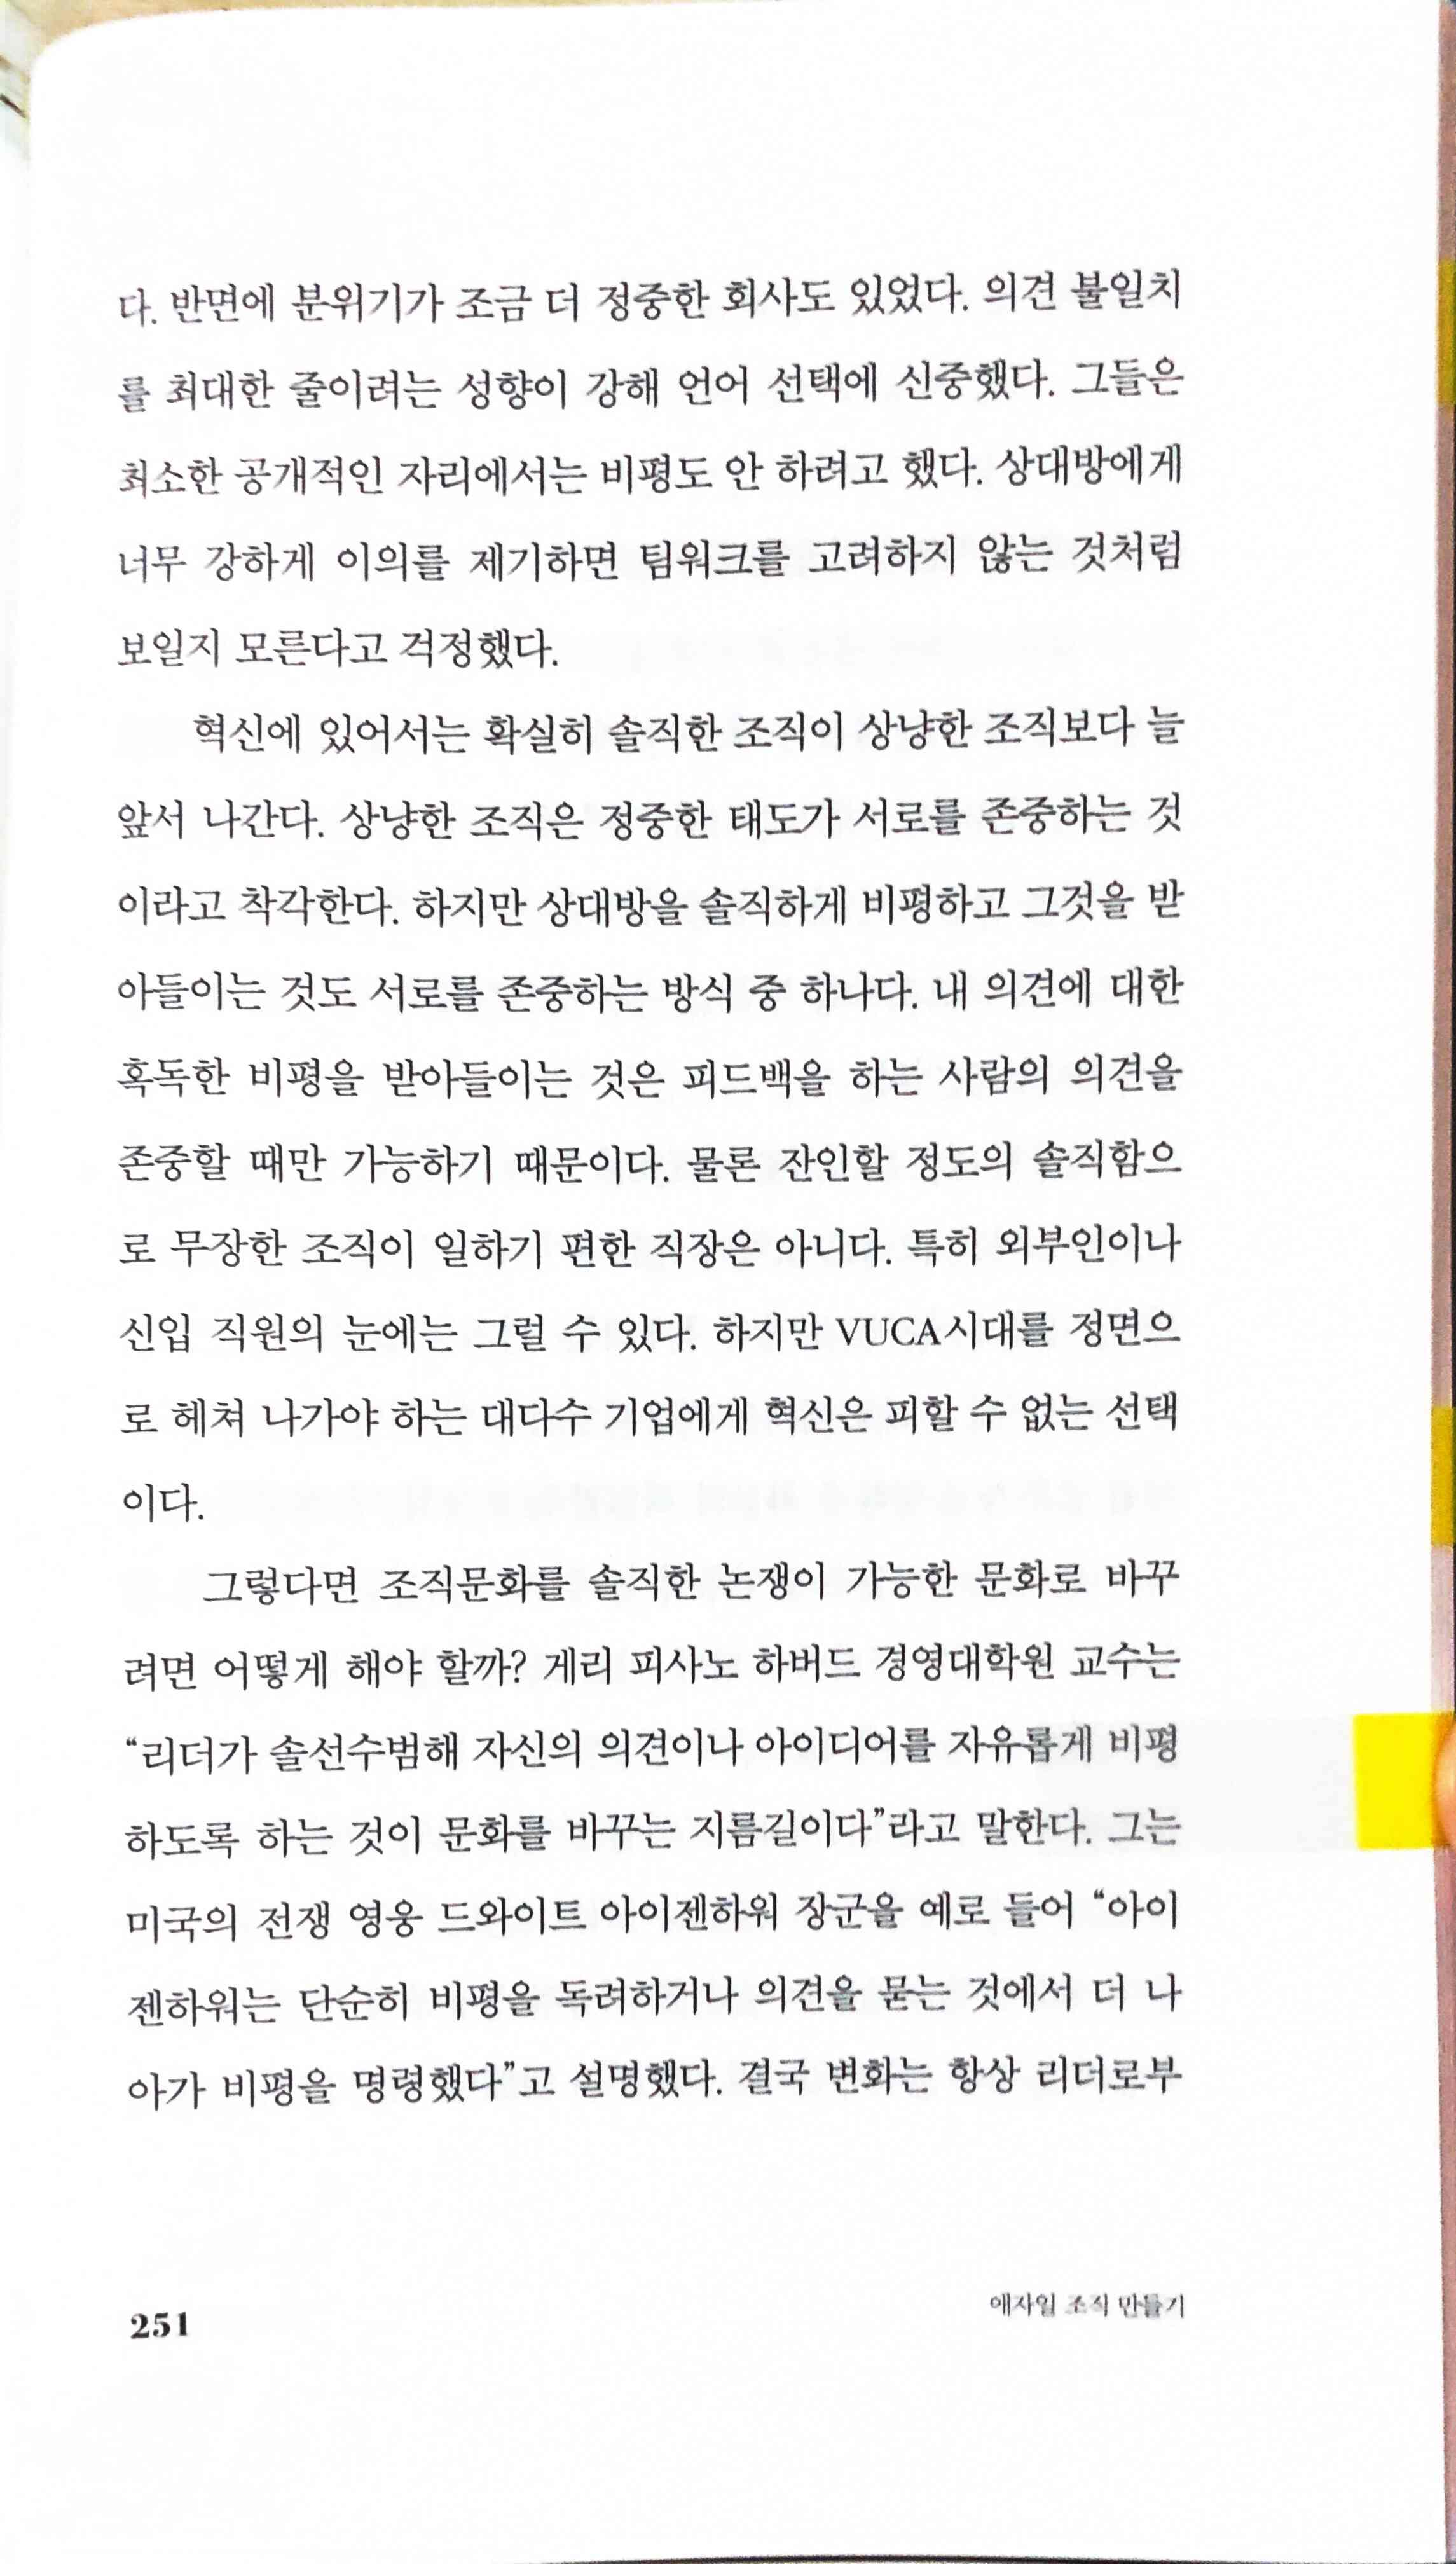 다. 반면에 분위기가 조금 더 정중한 회사도 있었다. 의견 불일치
를 최대한 줄이려는 성향이 강해 언어 선택에 신중했다. 그들은
최소한 공개적인 자리에서는 비평도 안 하려고 했다. 상대방에게
너무 강하게 이의를 제기하면 팀워크를 고려하지 않는 것처럼
보일지 모른다고 걱정했다.
혁신에 있어서는 확실히 솔직한 조직이 상냥한 조직보다 늘
앞서 나간다. 상냥한 조직은 정중한 태도가 서로를 존중하는 것
이라고 착각한다. 하지만 상대방을 솔직하게 비평하고 그것을 받
아들이는 것도 서로를 존중하는 방식 중 하나다. 내 의견에 대한
혹독한 비평을 받아들이는 것은 피드백을 하는 사람의 의견을
존중할 때만 가능하기 때문이다. 물론 잔인할 정도의 솔직함으
로 무장한 조직이 일하기 편한 직장은 아니다. 특히 외부인이나
신입 직원의 눈에는 그럴 수 있다. 하지만 VUCA시대를 정면으
로 헤쳐 나가야 하는 대다수 기업에게 혁신은 피할 수 없는 선택
이다.
그렇다면 조직문화를 솔직한 논쟁이 가능한 문화로 바꾸
려면 어떻게 해야 할까? 게리 피사노 하버드 경영대학원 교수는
“리더가 솔선수범해 자신의 의견이나 아이디어를 자유롭게 비평
하도록 하는 것이 문화를 바꾸는 지름길이다”라고 말한다. 그는
미국의 전쟁 영웅 드와이트 아이젠하워 장군을 예로 들어 “아이
젠하워는 단순히 비평을 독려하거나 의견을 묻는 것에서 더 나
아가 비평을 명령했다”고 설명했다. 결국 변화는 항상 리더로부
251
애자일 조직 만들기